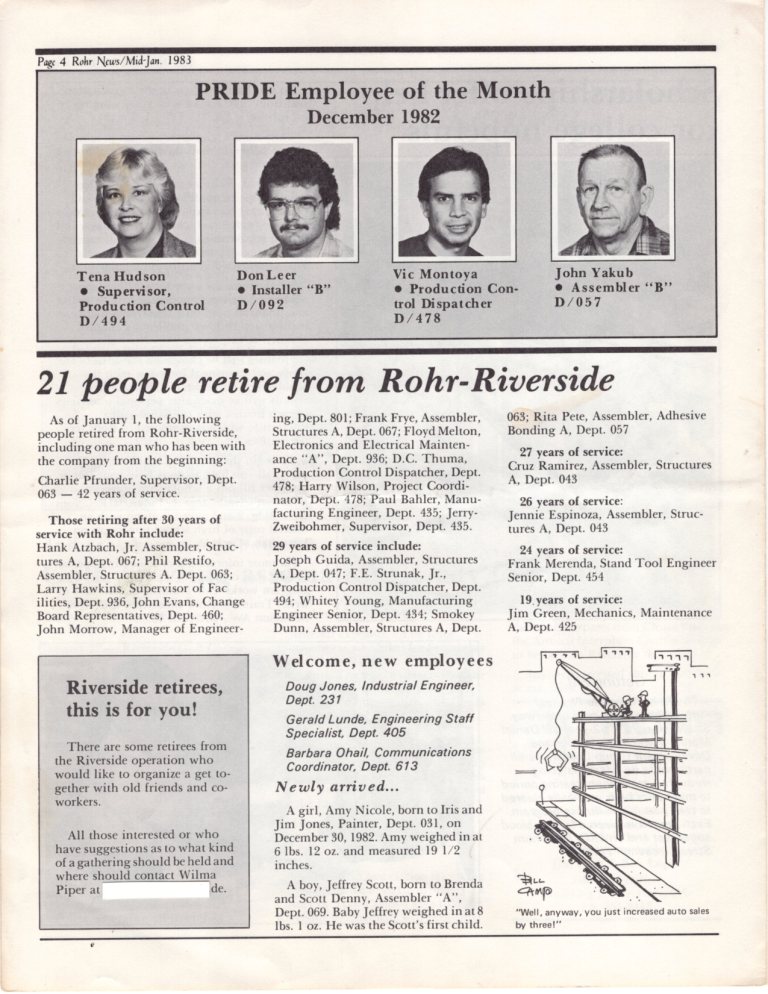 Page 4 Rohr News/Mid-Jan. 1983
PRIDE Employee of the Month
December 1982
Tena Hudson
• Supervisor,
Production Control
D/494
Don Leer
• Installer “B”
D/092
Vic Montoya
• Production Con-
trol Dispatcher
D/478
John Yakub
• Assembler “B”
D/057
21 people retire from Rohr-Riverside
As of January 1, the following
people retired from Rohr-Riverside,
including one man who has been with
the company from the beginning:
Charlie Pfrunder, Supervisor, Dept.
063 — 42 years of service.
Those retiring after 30 years of
service with Rohr include:
Hank Atzbach, Jr. Assembler, Struc-
tures A, Dept. 067; Phil Restifo,
Assembler, Structures A. Dept. 063;
Larry Hawkins, Supervisor of Fac
ilities, Dept. 936, John Evans, Change
Board Representatives, Dept. 460;
John Morrow, Manager of Engineer-
ing, Dept. 801; Frank Frye, Assembler,
Structures A, Dept. 067; Floyd Melton,
Electronics and Electrical Mainten-
ance “A”, Dept. 936; D.C. Thuma,
Production Control Dispatcher, Dept.
478; Harry Wilson, Project Coordi-
nator, Dept. 478; Paul Bahler, Manu-
facturing Engineer, Dept. 435; Jerry-
Zweibohmer, Supervisor, Dept. 435.
29 years of service include:
Joseph Guida, Assembler, Structures
A, Dept. 047; F.E. Strunak, Jr.,
Production Control Dispatcher, Dept.
494; Whitey Young, Manufacturing
Engineer Senior, Dept. 434; Smokey
Dunn, Assembler, Structures A, Dept.
063; Rita Pete, Assembler, Adhesive
Bonding A, Dept. 057
27 years of service:
Cruz Ramirez, Assembler, Structures
A, Dept. 043
26 years of service:
Jennie Espinoza, Assembler, Struc-
tures A, Dept. 043
24 years of service:
Frank Merenda, Stand Tool Engineer
Senior, Dept. 454
19 years of service:
Jim Green, Mechanics, Maintenance
A, Dept. 425
Riverside retirees,
this is for you!
There are some retirees from
the Riverside operation who
would like to organize a get to-
gether with old friends and co-
workers.
All those interested or who
have suggestions as to what kind
of a gathering should be held and
where should contact Wilma
Piper at de.
Welcome, new employees
Doug Jones, Industrial Engineer,
Dept. 231
Gerald Lunde, Engineering Staff
Specialist, Dept. 405
Barbara Ohail, Communications
Coordinator, Dept. 613
Newly arrived...
A girl, Amy Nicole, born to Iris and
Jim Jones, Painter, Dept. 031, on
December 30, 1982. Amy weighed in at
6 lbs. 12 oz. and measured 19 1/2
inches.
A boy, Jeffrey Scott, born to Brenda
and Scott Denny, Assembler “A”,
Dept. 069. Baby Jeffrey weighed in at 8
lbs. 1 oz. He was the Scott's first child.
BILL
CAMP
“Well, anyway, you just increased auto sales
by three!”